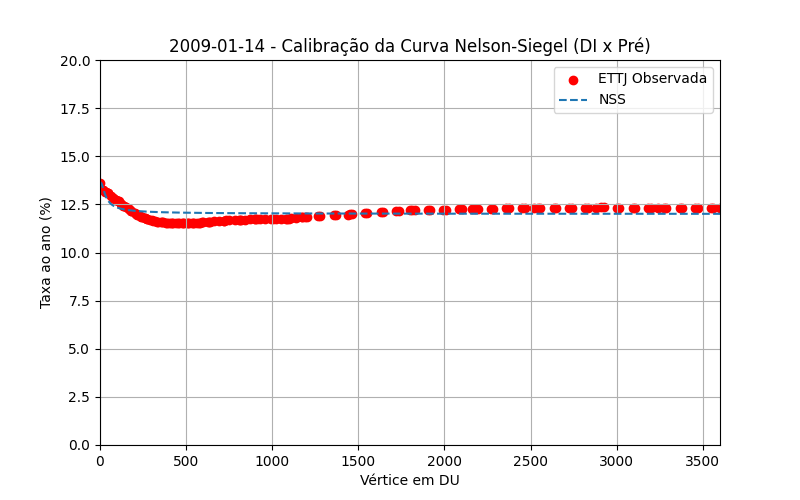 2009-01-14 - Calibração da Curva Nelson-Siegel (DI x Pré)
ETTJ Observada
NSS
Taxa ao ano (%)
20.0
17.5
15.0
12.5
10.0
7.5
5.0
2.5
0.0
0 500 1000 1500 2000 2500 3000 3500
Vértice em DU